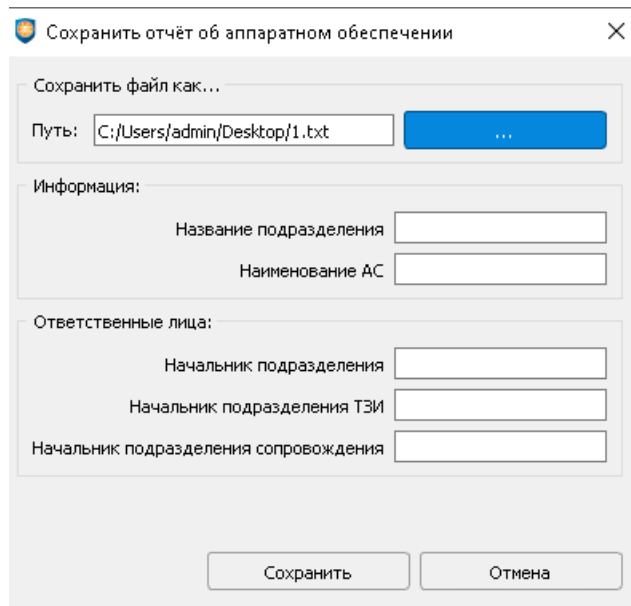 Сохранить отчёт об аппаратном обеспечении
Сохранить файл как...
Путь: C:/Users/admin/Desktop/1.txt ...
Информация:
Название подразделения
Наименование АС
Ответственные лица:
Начальник подразделения
Начальник подразделения ТЗИ
Начальник подразделения сопровождения
Сохранить Отмена